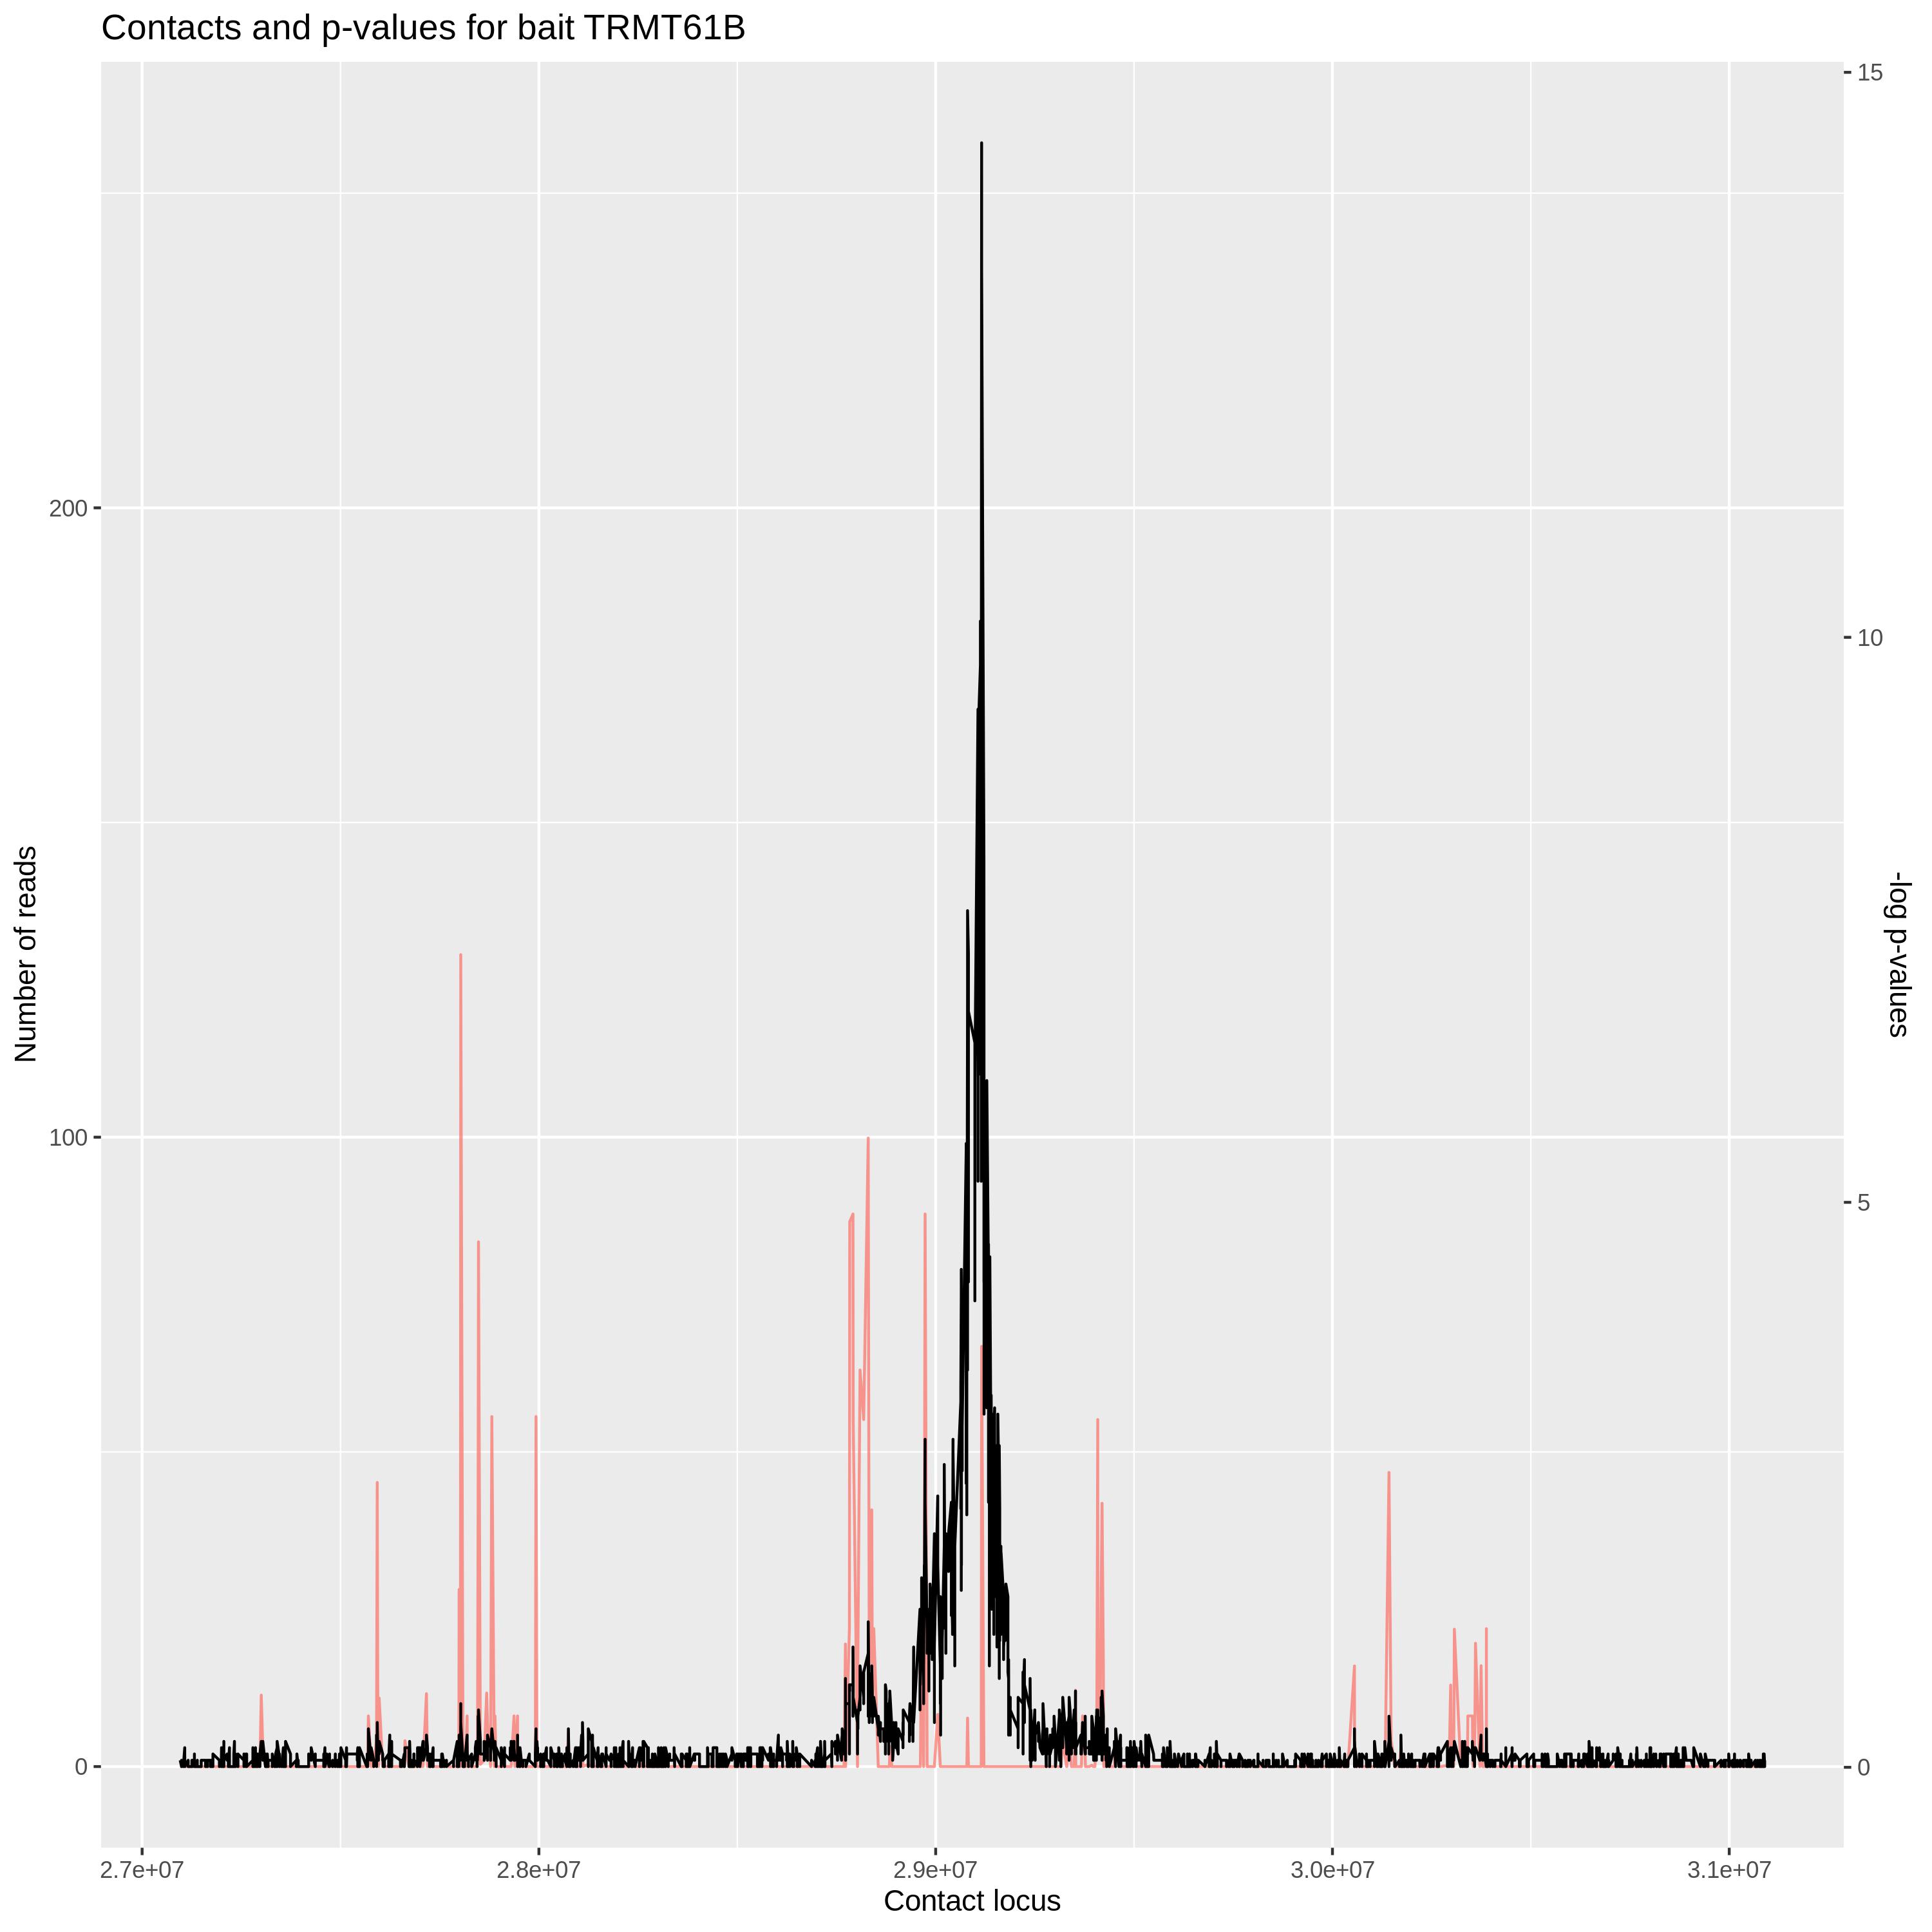 Contacts and p-values for bait TRMT61B
Number of reads
200
100
0
15
10
5
0
-log p-values
2.7e+07 2.8e+07 2.9e+07 3.0e+07 3.1e+07
Contact locus